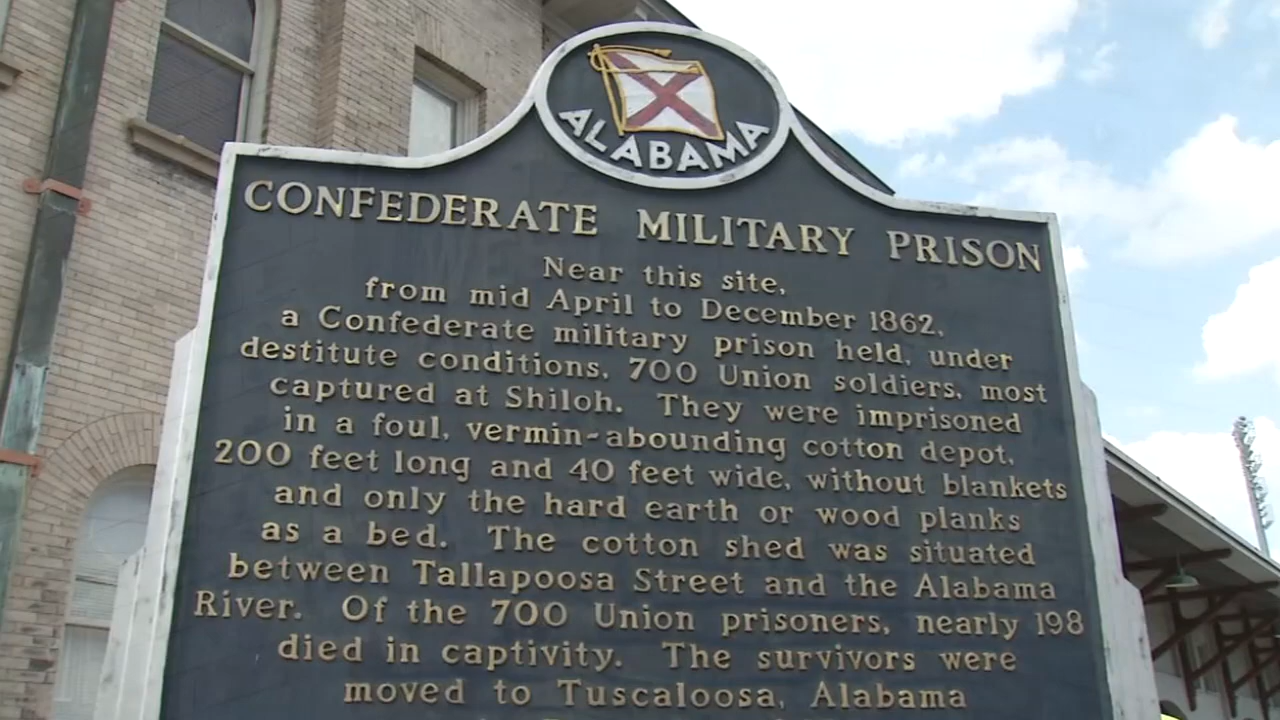 ALABAMA
CONFEDERATE MILITARY PRISON
Near this site,
from mid April to December 1862,
a Confederate military prison held, under
destitute conditions, 700 Union soldiers, most
captured at Shiloh. They were imprisoned
in a foul, vermin-abounding cotton depot,
200 feet long and 40 feet wide, without blankets
and only the hard earth or wood planks
as a bed. The cotton shed was situated
between Tallapoosa Street and the Alabama
River. Of the 700 Union prisoners, nearly 198
died in captivity. The survivors were
moved to Tuscaloosa, Alabama